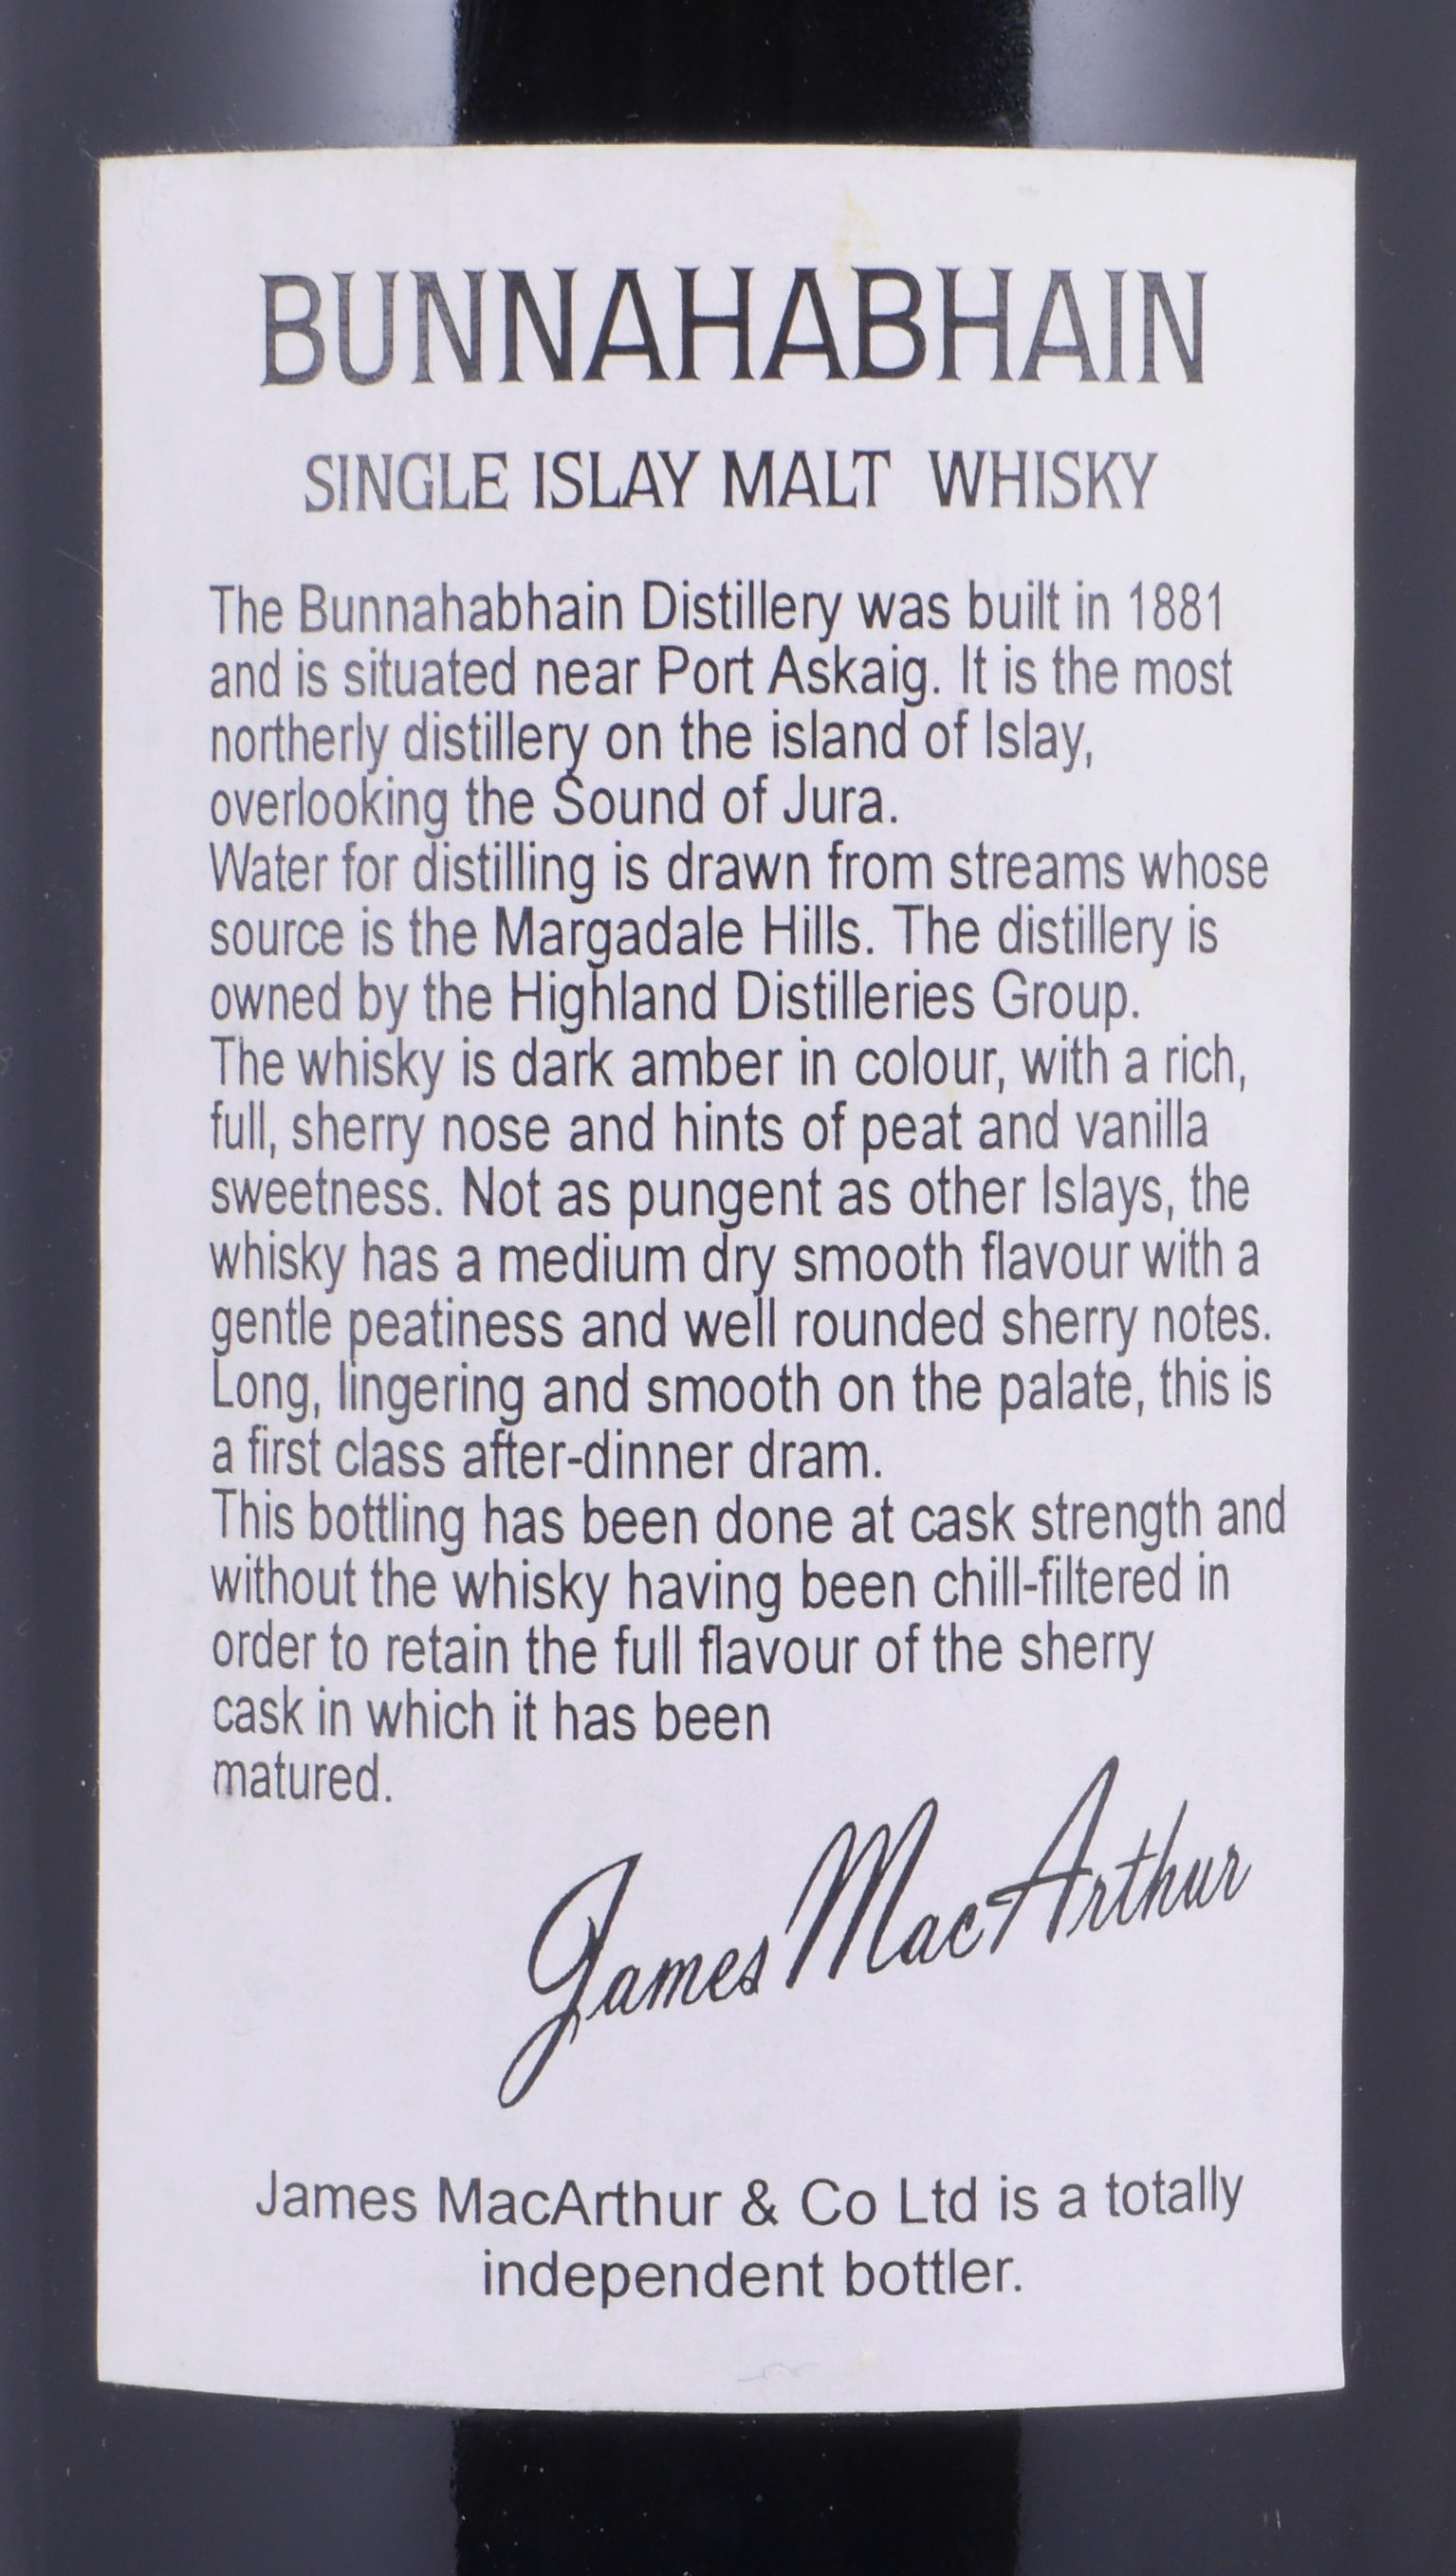 BUNNAHABHAIN
SINGLE ISLAY MALT WHISKY
The Bunnahabhain Distillery was built in 1881
and is situated near Port Askaig. It is the most
northerly distillery on the island of Islay,
overlooking the Sound of Jura.
Water for distilling is drawn from streams whose
source is the Margadale Hills. The distillery is
owned by the Highland Distilleries Group.
The whisky is dark amber in colour, with a rich,
full, sherry nose and hints of peat and vanilla
sweetness. Not as pungent as other Islays, the
whisky has a medium dry smooth flavour with a
gentle peatiness and well rounded sherry notes.
Long, lingering and smooth on the palate, this is
a first class after-dinner dram.
This bottling has been done at cask strength and
without the whisky having been chill-filtered in
order to retain the full flavour of the sherry
cask in which it has been
matured.
James MacArthur
James MacArthur & Co Ltd is a totally
independent bottler.